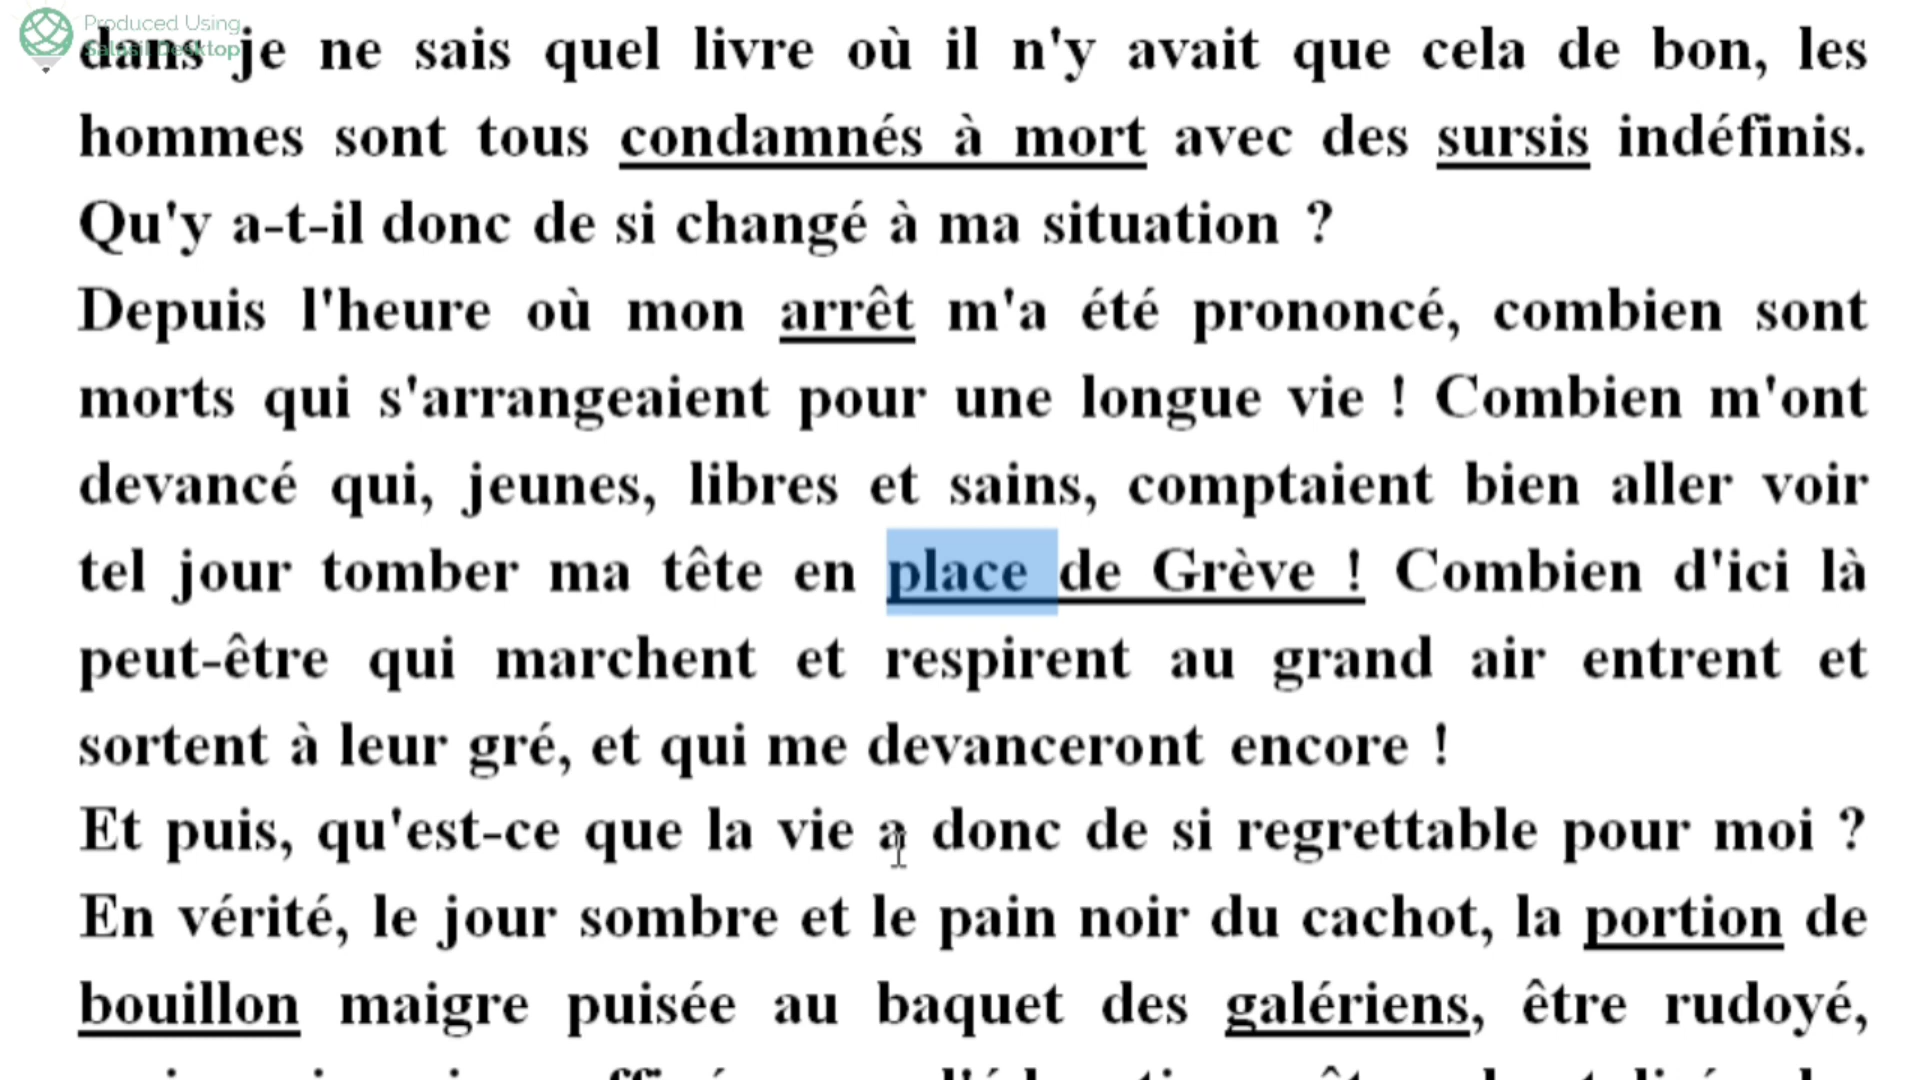 Produced Using
Salasil Desktop
dans je ne sais quel livre où il n'y avait que cela de bon, les
hommes sont tous condamnés à mort avec des sursis indéfinis.
Qu'y a-t-il donc de si changé à ma situation ?
Depuis l'heure où mon arrêt m'a été prononcé, combien sont
morts qui s'arrangeaient pour une longue vie ! Combien m'ont
devancé qui, jeunes, libres et sains, comptaient bien aller voir
tel jour tomber ma tête en place de Grève ! Combien d'ici là
peut-être qui marchent et respirent au grand air entrent et
sortent à leur gré, et qui me devanceront encore !
Et puis, qu'est-ce que la vie a donc de si regrettable pour moi ?
En vérité, le jour sombre et le pain noir du cachot, la portion de
bouillon maigre puisée au baquet des galériens, être rudoyé,